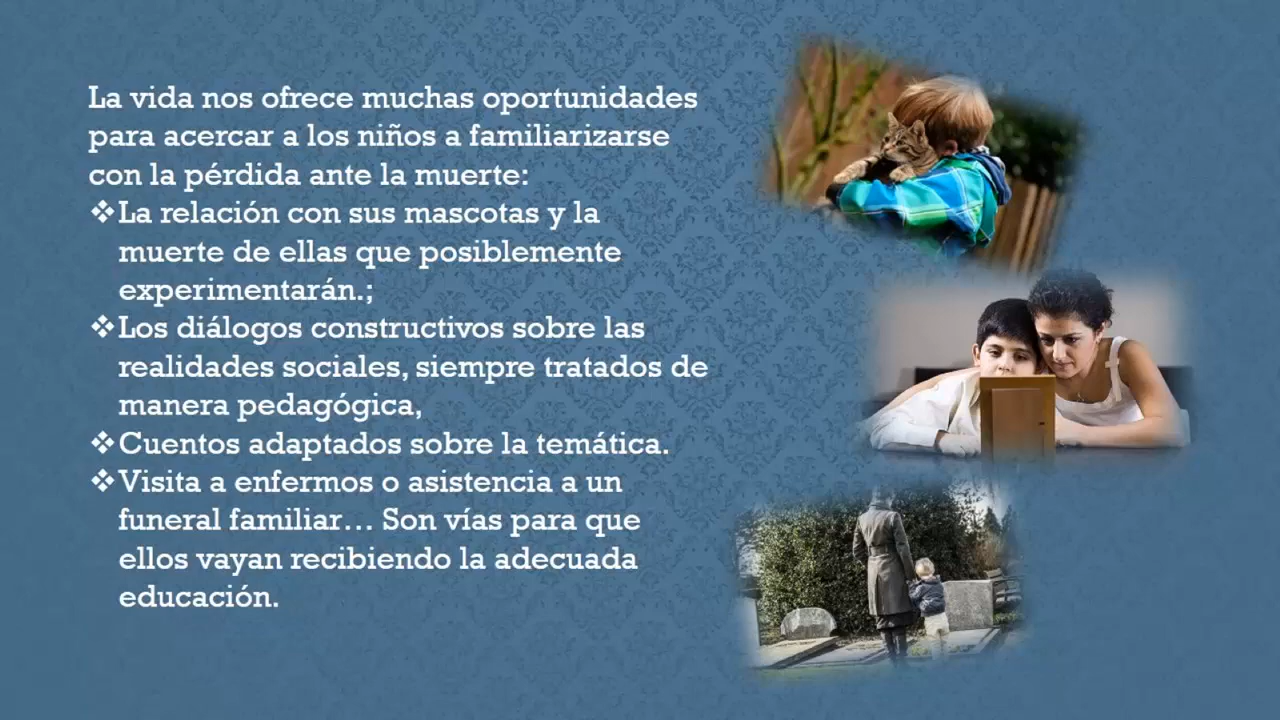 La vida nos ofrece muchas oportunidades
para acercar a los niños a familiarizarse
con la pérdida ante la muerte:
❖La relación con sus mascotas y la
muerte de ellas que posiblemente
experimentarán.;
❖Los diálogos constructivos sobre las
realidades sociales, siempre tratados de
manera pedagógica,
❖Cuentos adaptados sobre la temática.
❖Visita a enfermos o asistencia a un
funeral familiar… Son vías para que
ellos vayan recibiendo la adecuada
educación.